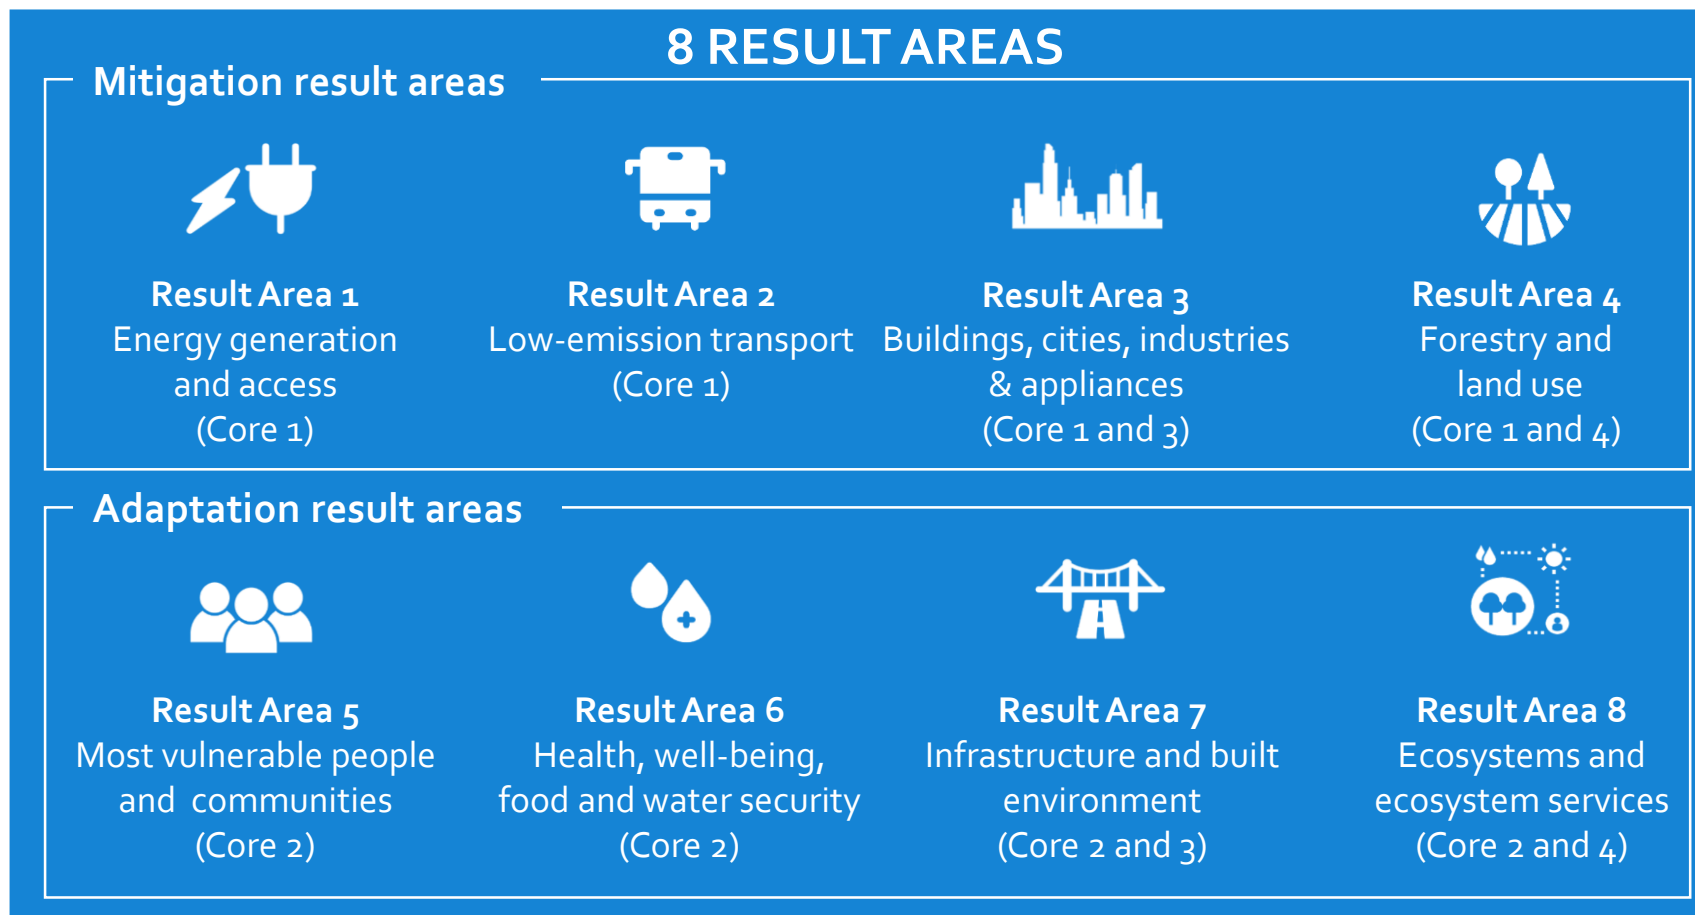 8 RESULT AREAS
Mitigation result areas
Result Area 1
Energy generation
and access
(Core 1)
Result Area 2
Low-emission transport
(Core 1)
Result Area 3
Buildings, cities, industries
& appliances
(Core 1 and 3)
Result Area 4
Forestry and
land use
(Core 1 and 4)
Adaptation result areas
Result Area 5
Most vulnerable people
and communities
(Core 2)
Result Area 6
Health, well-being,
food and water security
(Core 2)
Result Area 7
Infrastructure and built
environment
(Core 2 and 3)
Result Area 8
Ecosystems and
ecosystem services
(Core 2 and 4)